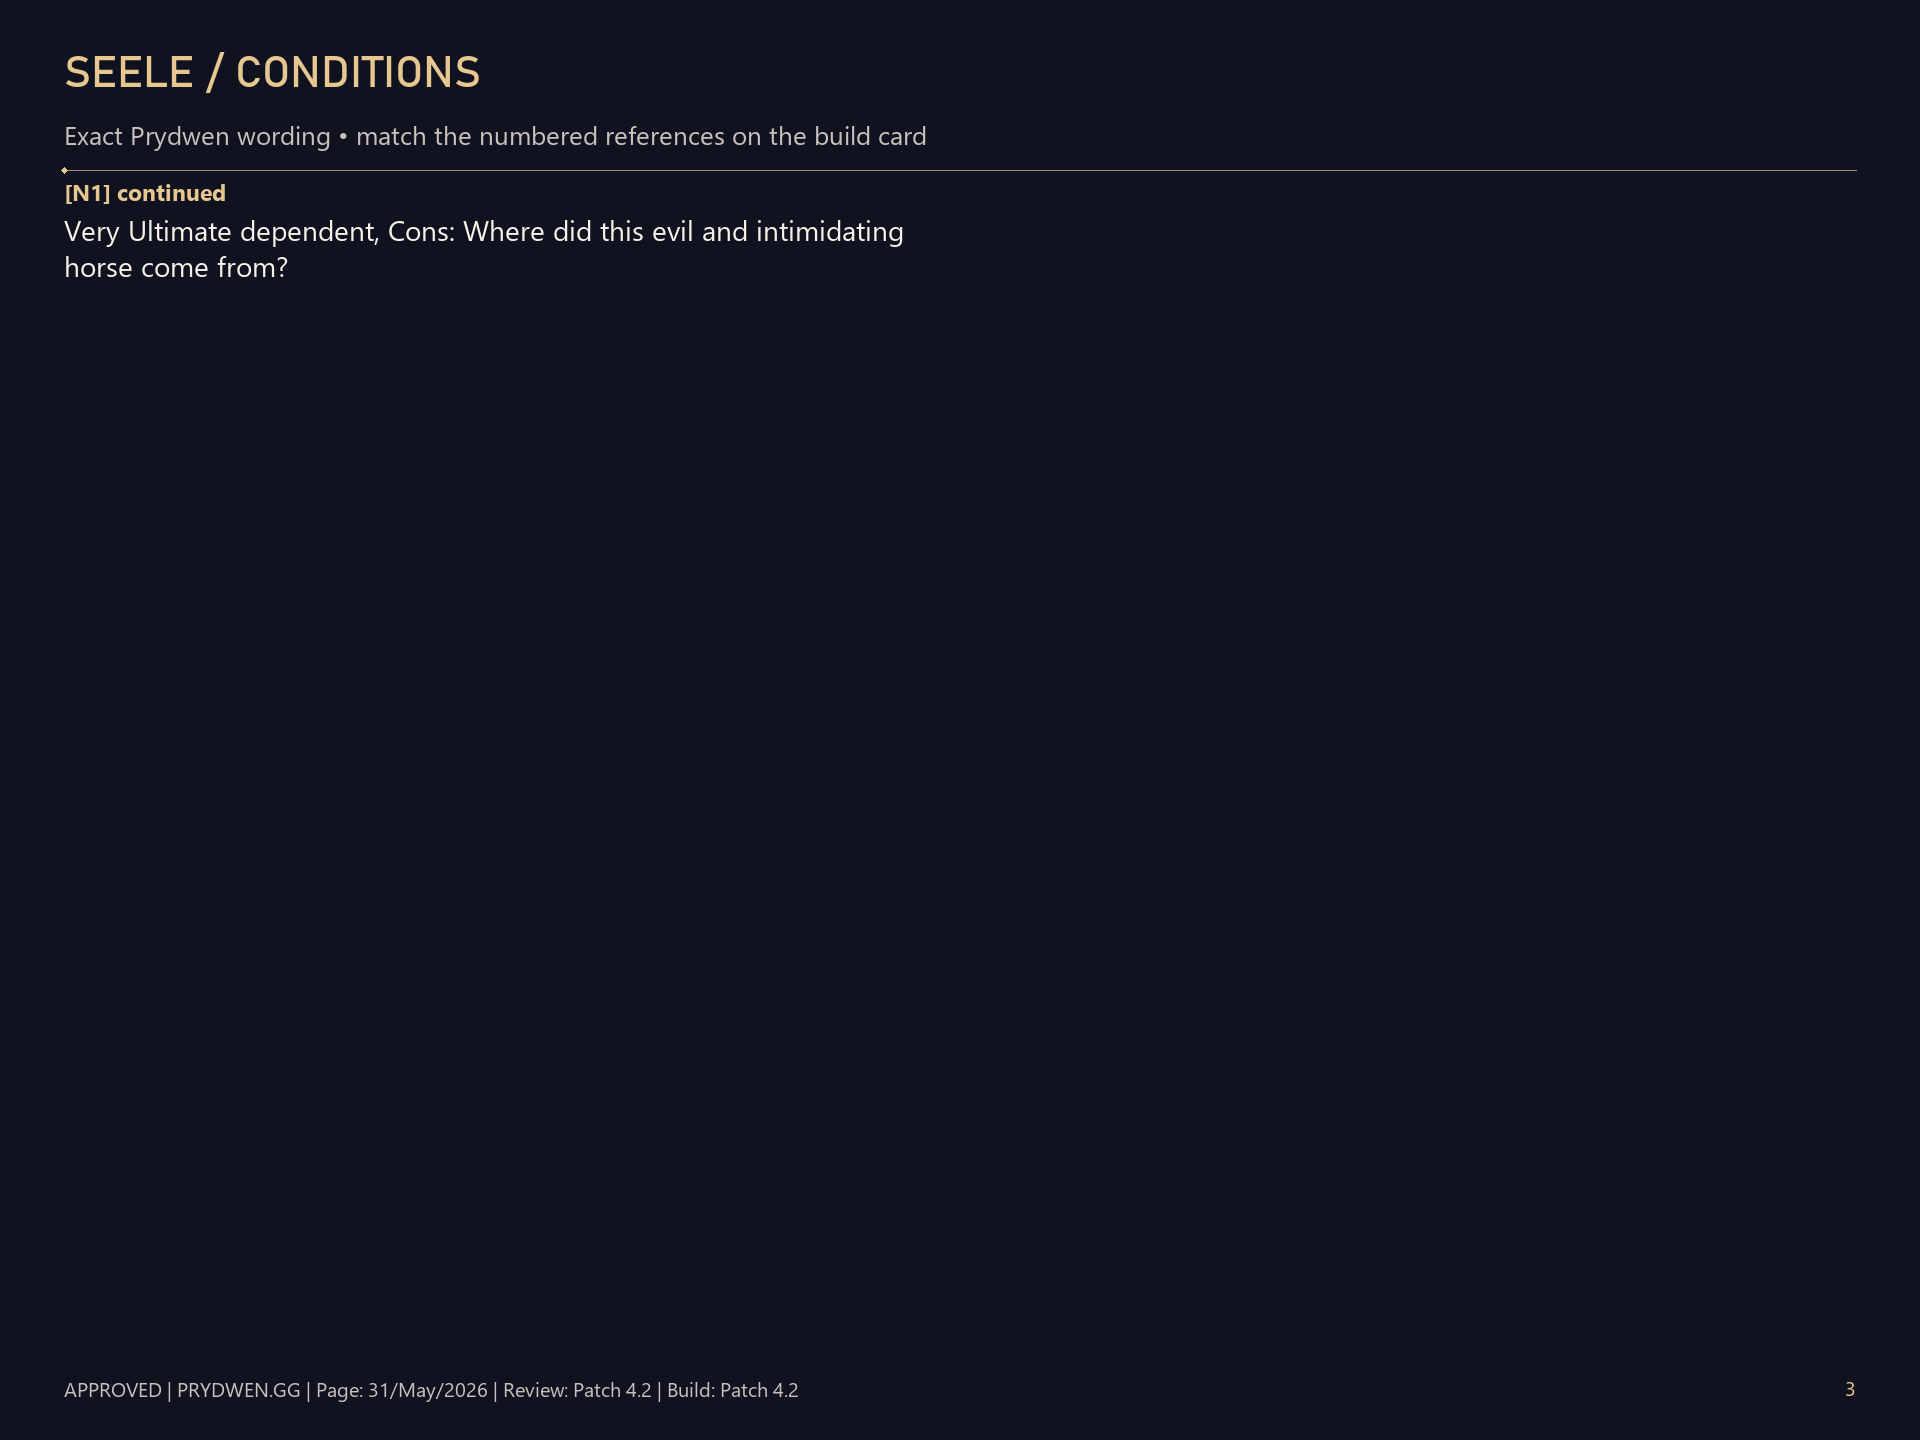 SEELE / CONDITIONS
Exact Prydwen wording • match the numbered references on the build card
[N1] continued
Very Ultimate dependent, Cons: Where did this evil and intimidating
horse come from?
APPROVED | PRYDWEN.GG | Page: 31/May/2026 | Review: Patch 4.2 | Build: Patch 4.2
3